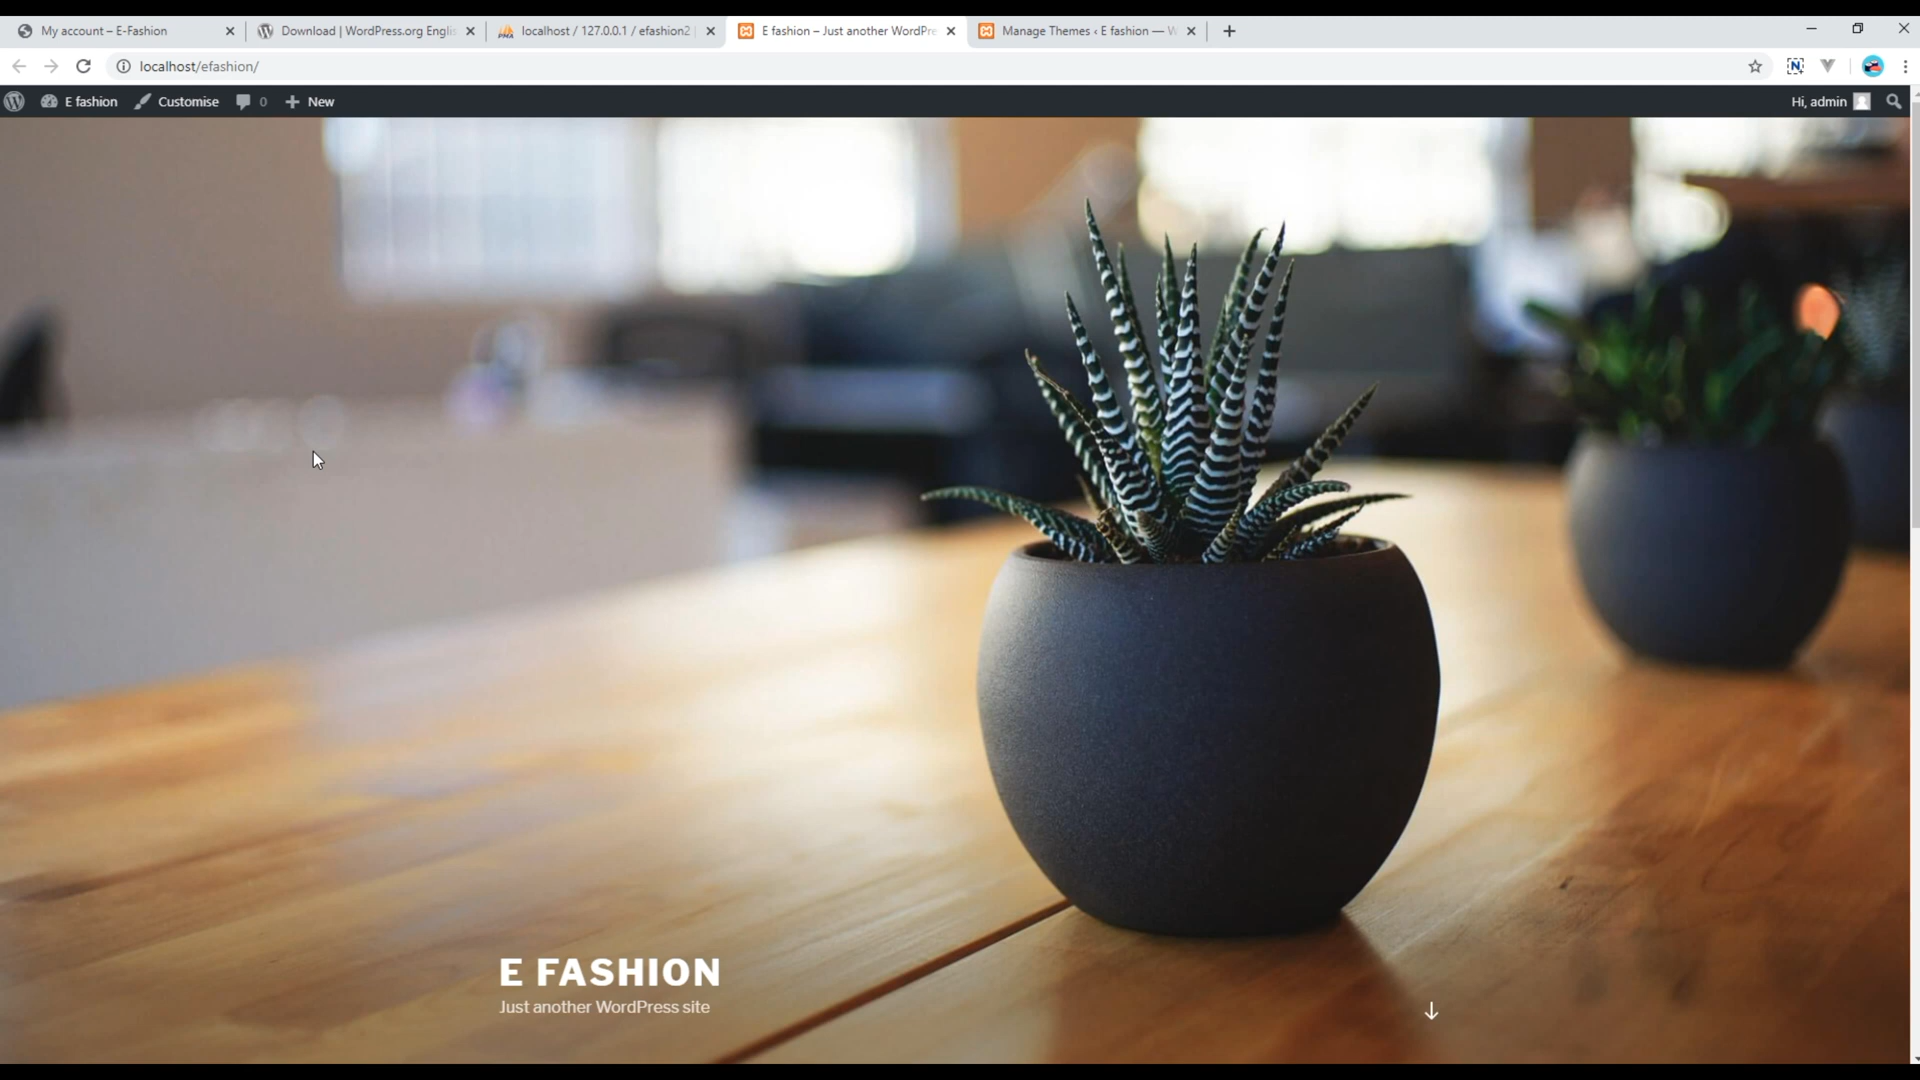 My account – E-Fashion
Download | WordPress.org Englis
localhost / 127.0.0.1 / efashion2 |
E fashion – Just another WordPre
Manage Themes ‹ E fashion — W
localhost/efashion/
E fashion
Customise
0
New
Hi, admin
E FASHION
Just another WordPress site